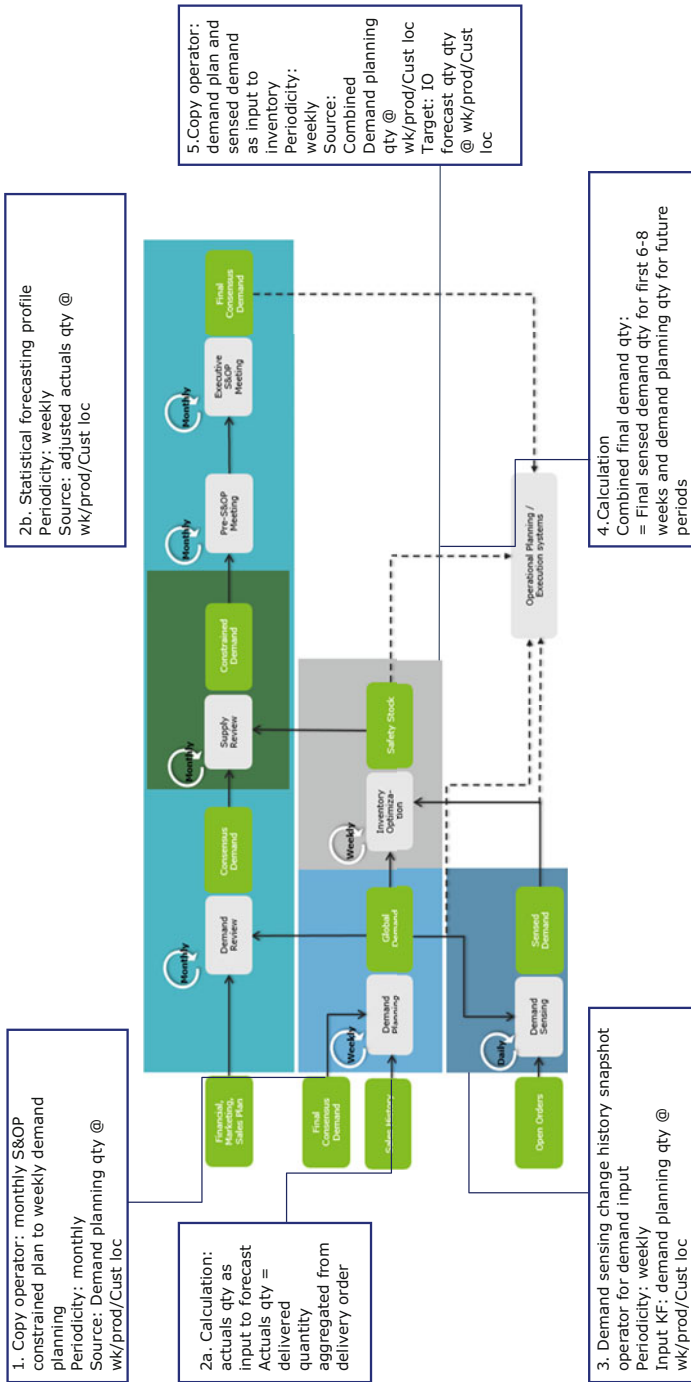 1. Copy operator: monthly S&OP
constrained plan to weekly demand
planning
Periodicity: monthly
Source: Demand planning qty @
wk/prod/Cust loc
2b. Statistical forecasting profile
Periodicity: weekly
Source: adjusted actuals qty @
wk/prod/Cust loc
5.Copy operator:
demand plan and
sensed demand
as input to
inventory
Periodicity:
weekly
Source:
Combined
Demand planning
qty @
wk/prod/Cust loc
Target: IO
forecast qty qty
@ wk/prod/Cust
loc
2a. Calculation:
actuals qty as
input to forecast
Actuals qty =
delivered
quantity
aggregated from
delivery order
Financial,
Marketing,
Sales Plan
Monthly
Demand
Review
Consensus
Demand
Monthly
Supply
Review
Constrained
Demand
Monthly
Pre-S&OP
Meeting
Monthly
Executive
S&OP
Meeting
Final
Consensus
Demand
Final
Consensus
Demand
Sales History
Weekly
Demand
Planning
Global
Demand
Weekly
Inventory
Optimiza-
tion
Safety Stock
Operational Planning /
Execution systems
Open Orders
Daily
Demand
Sensing
Sensed
Demand
3. Demand sensing change history snapshot
operator for demand input
Periodicity: weekly
Input KF: demand planning qty @
wk/prod/Cust loc
4.Calculation
Combined final demand qty:
= Final sensed demand qty for first 6-8
weeks and demand planning qty for future
periods